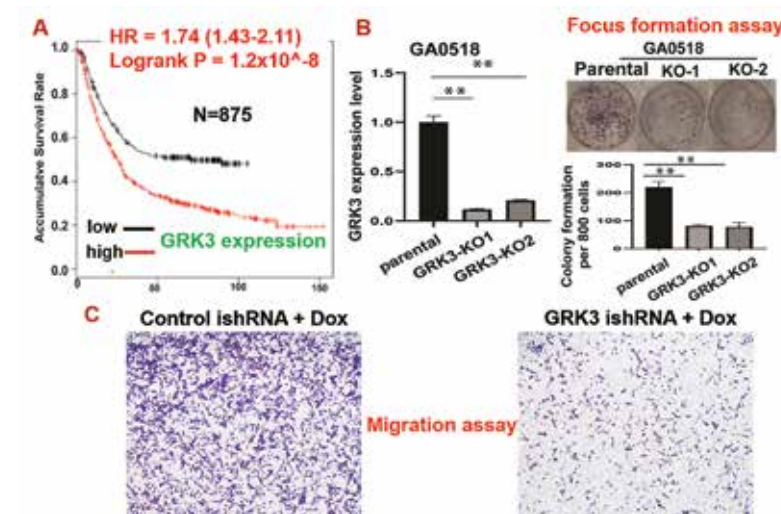 A
HR = 1.74 (1.43-2.11)
Logrank P = 1.2x10^-8
N=875
Accumulatve Survival Rate
1.0
0.8
0.6
0.4
0.2
0.0
low
high
GRK3 expression
0
50
100
150
B
GA0518
**
**
GRK3 expression level
1.5
1.0
0.5
0.0
parental
GRK3-KO1
GRK3-KO2
Focus formation assay
GA0518
Parental KO-1 KO-2
Colony formation
per 800 cells
300
200
100
0
**
**
parental
GRK3-KO1
GRK3-KO2
C
Control ishRNA + Dox
GRK3 ishRNA + Dox
Migration assay